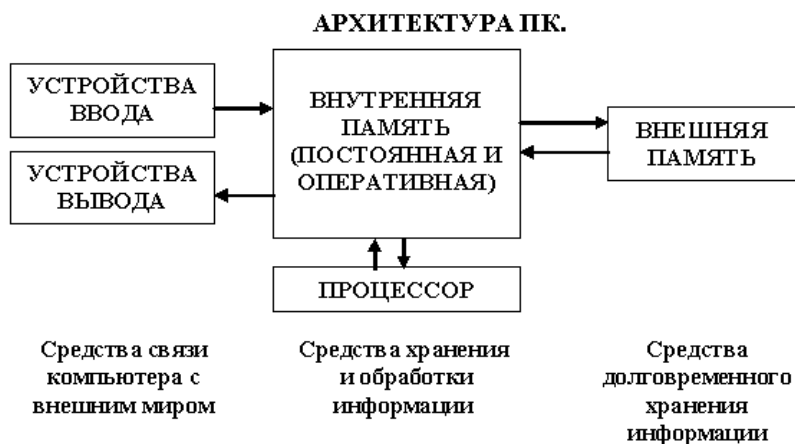 АРХИТЕКТУРА ПК.
УСТРОЙСТВА
ВВОДА
УСТРОЙСТВА
ВЫВОДА
ВНУТРЕННЯЯ
ПАМЯТЬ
(ПОСТОЯННАЯ И
ОПЕРАТИВНАЯ)
ВНЕШНЯЯ
ПАМЯТЬ
ПРОЦЕССОР
Средства связи
компьютера с
внешним миром
Средства хранения
и обработки
информации
Средства
долговременного
хранения
информации